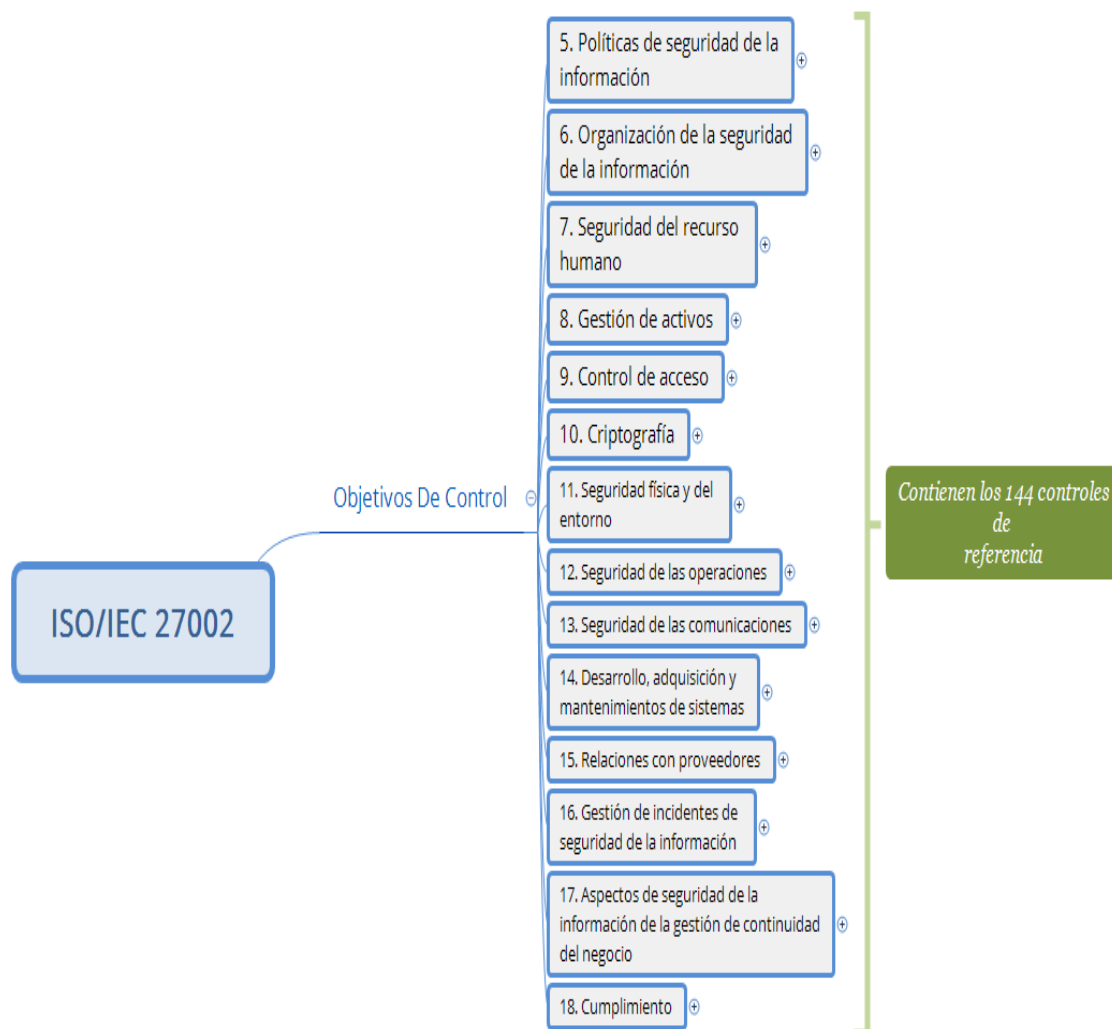 5. Políticas de seguridad de la
información
6. Organización de la seguridad
de la información
7. Seguridad del recurso
humano
8. Gestión de activos
9. Control de acceso
10. Criptografía
Objetivos De Control
11. Seguridad física y del
entorno
Contienen los 144 controles
de
referencia
12. Seguridad de las operaciones
ISO/IEC 27002
13. Seguridad de las comunicaciones
14. Desarrollo, adquisición y
mantenimientos de sistemas
15. Relaciones con proveedores
16. Gestión de incidentes de
seguridad de la información
17. Aspectos de seguridad de la
información de la gestión de continuidad
del negocio
18. Cumplimiento